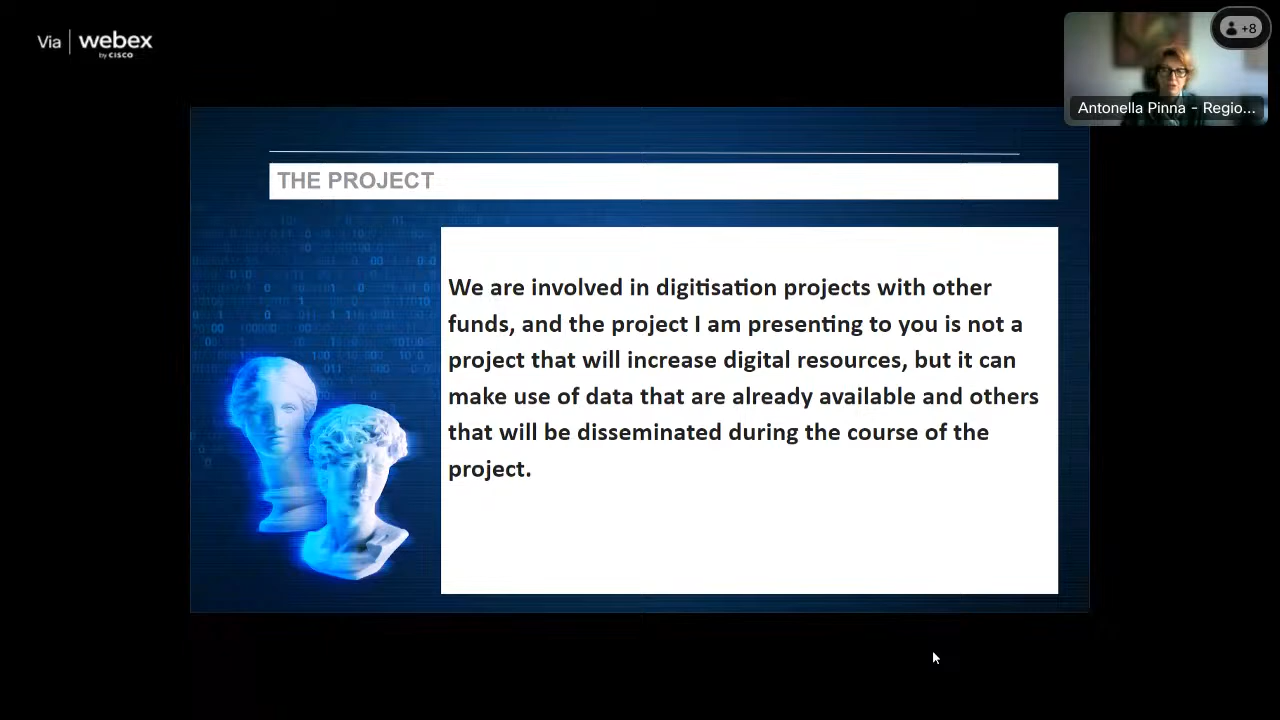 Via webex
by CISCO
+8
Antonella Pinna - Regio...
THE PROJECT
We are involved in digitisation projects with other
funds, and the project I am presenting to you is not a
project that will increase digital resources, but it can
make use of data that are already available and others
that will be disseminated during the course of the
project.